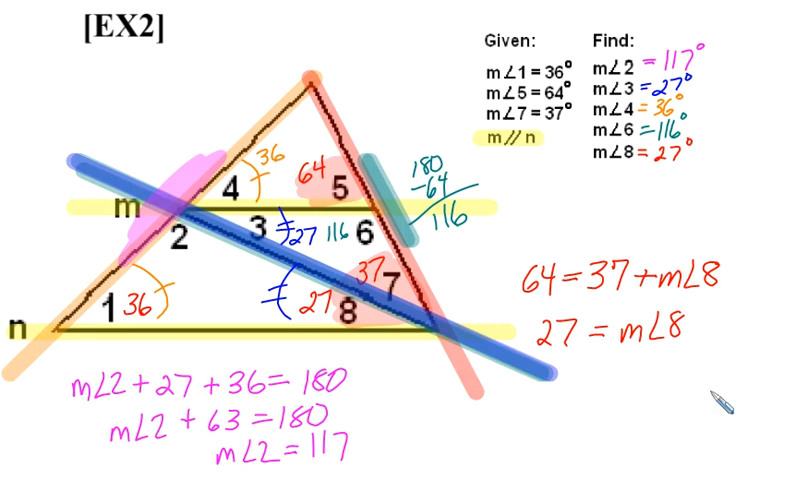 [EX2]
Given:
m∠1 = 36°
m∠5 = 64°
m∠7 = 37°
m // n
Find:
m∠2 = 117°
m∠3 = 27°
m∠4 = 36°
m∠6 = 116°
m∠8 = 27°
36
4
64
5
180
-64
116
m
2
3
27
116
6
37
7
n
1
36
27
8
64 = 37 + m∠8
27 = m∠8
m∠2 + 27 + 36 = 180
m∠2 + 63 = 180
m∠2 = 117